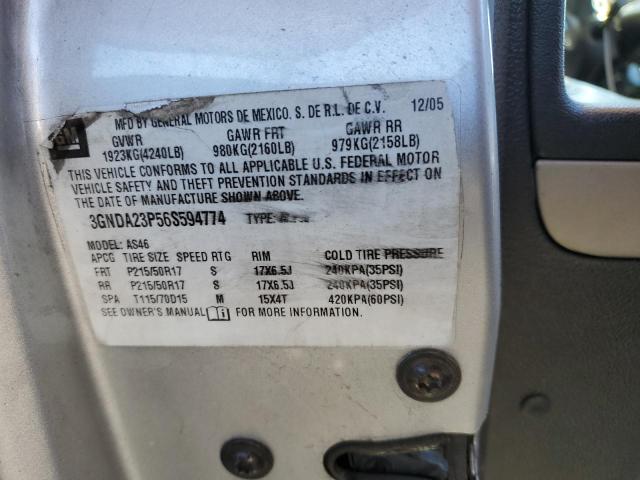 GM
MFD BY GENERAL MOTORS DE MEXICO. S. DE R.L. DE C.V. 12/05
GVWR GAWR FRT GAWR RR
1923KG(4240LB) 980KG(2160LB) 979KG(2158LB)
THIS VEHICLE CONFORMS TO ALL APPLICABLE U.S. FEDERAL MOTOR
VEHICLE SAFETY AND THEFT PREVENTION STANDARDS IN EFFECT ON
THE DATE OF MANUFACTURE SHOWN ABOVE.
3GNDA23P56S594774 TYPE:
MODEL: AS46
APCG TIRE SIZE SPEED RTG RIM COLD TIRE PRESSURE
FRT P215/50R17 S 17X6.5J 240KPA(35PSI)
RR P215/50R17 S 17X6.5J 240KPA(35PSI)
SPA T115/70D15 M 15X4T 420KPA(60PSI)
SEE OWNER'S MANUAL FOR MORE INFORMATION.